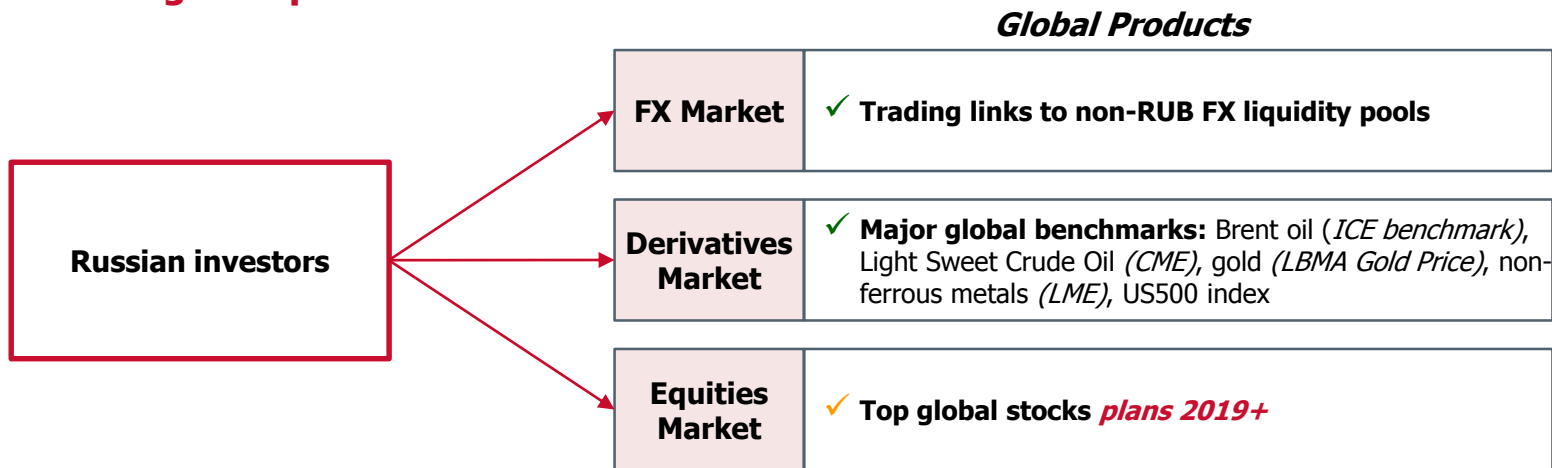 Global Products
FX Market
✓ Trading links to non-RUB FX liquidity pools
Russian investors
Derivatives
Market
✓ Major global benchmarks: Brent oil (ICE benchmark),
Light Sweet Crude Oil (CME), gold (LBMA Gold Price), non-
ferrous metals (LME), US500 index
Equities
Market
✓ Top global stocks plans 2019+